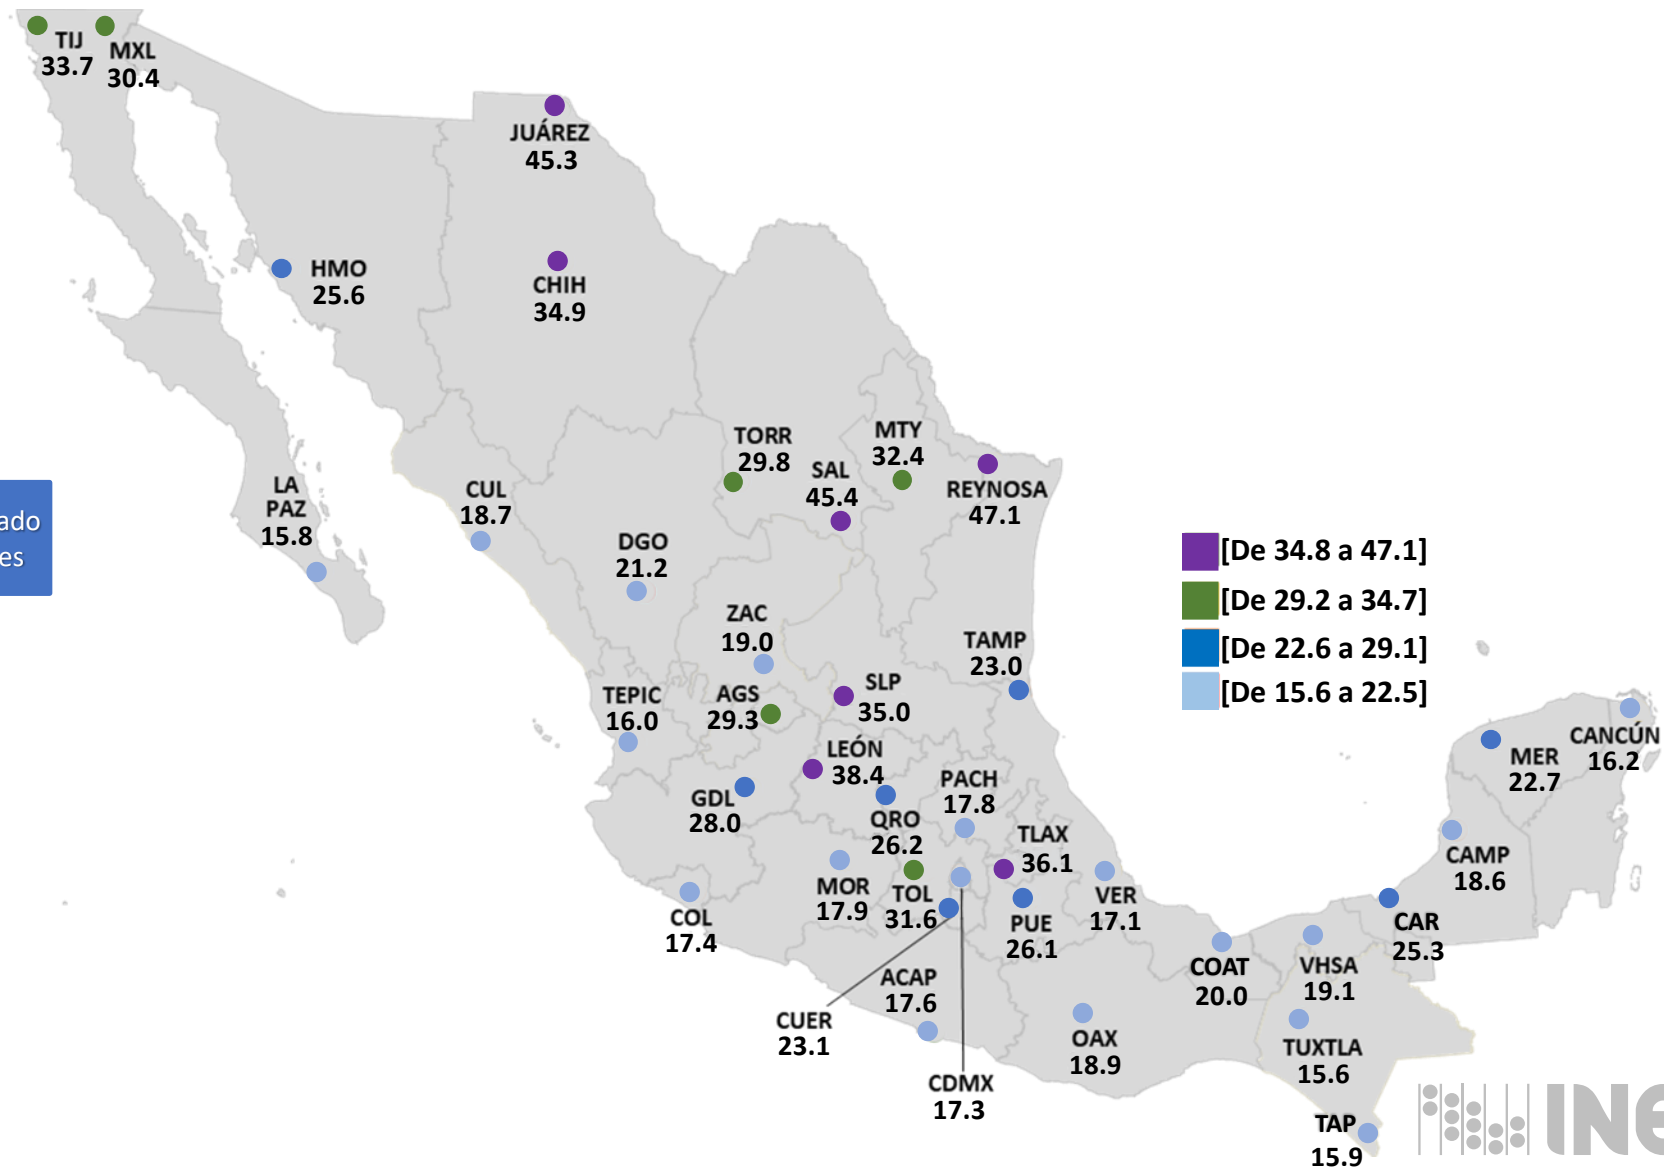 TIJ
33.7
MXL
30.4
JUÁREZ
45.3
HMO
25.6
CHIH
34.9
TORR
29.8
MTY
32.4
SAL
45.4
REYNOSA
47.1
LA
PAZ
15.8
CUL
18.7
DGO
21.2
[De 34.8 a 47.1]
[De 29.2 a 34.7]
[De 22.6 a 29.1]
[De 15.6 a 22.5]
ZAC
19.0
TAMP
23.0
TEPIC
16.0
AGS
29.3
SLP
35.0
LEÓN
38.4
GDL
28.0
PACH
17.8
QRO
26.2
TLAX
36.1
CANCÚN
16.2
MER
22.7
CAMP
18.6
MOR
17.9
TOL
31.6
PUE
26.1
VER
17.1
COL
17.4
CAR
25.3
COAT
20.0
VHSA
19.1
ACAP
17.6
CUER
23.1
OAX
18.9
TUXTLA
15.6
CDMX
17.3
TAP
15.9